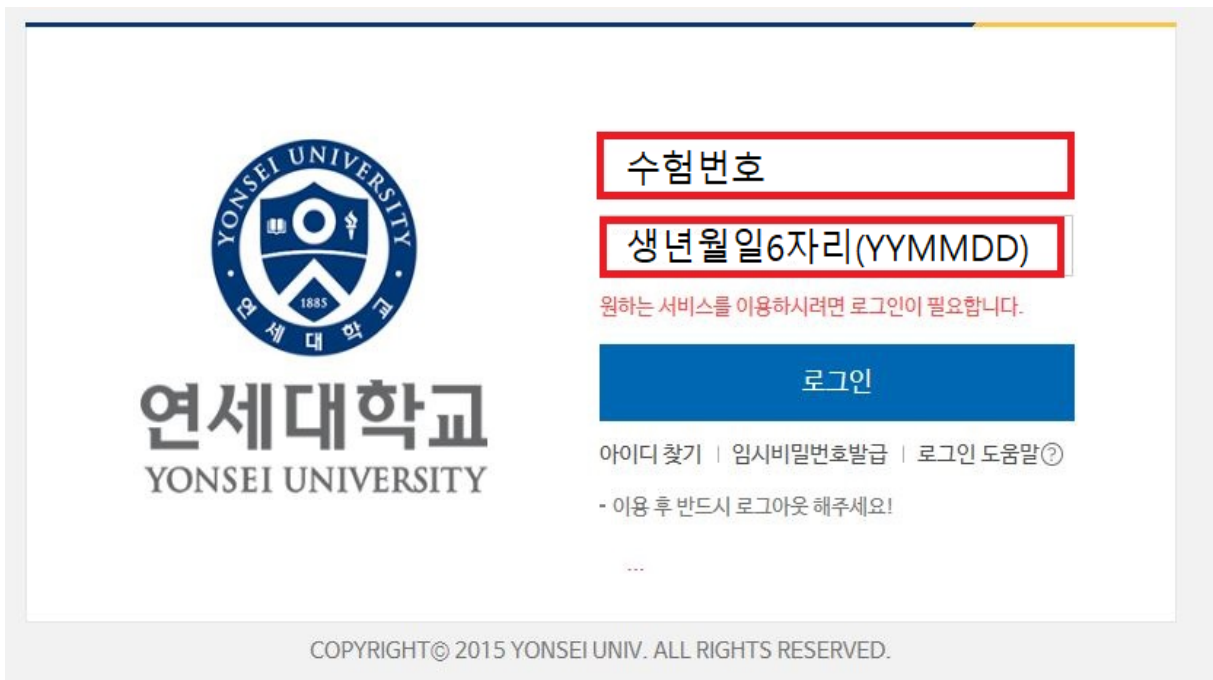 YONSEI UNIVERSITY
1885
연세대학교
연세대학교
YONSEI UNIVERSITY
수험번호
생년월일6자리(YYMMDD)
원하는 서비스를 이용하시려면 로그인이 필요합니다.
로그인
아이디 찾기 | 임시비밀번호발급 | 로그인 도움말?
- 이용 후 반드시 로그아웃 해주세요!
...
COPYRIGHT© 2015 YONSEI UNIV. ALL RIGHTS RESERVED.